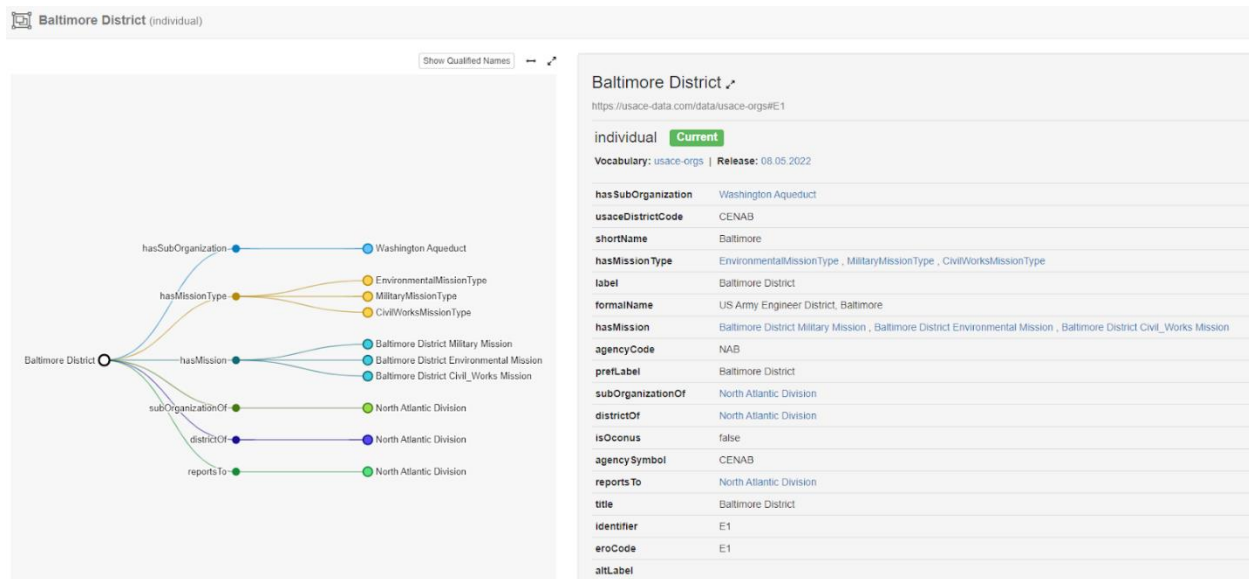 Baltimore District (individual)
Show Qualified Names
hasSubOrganization
Washington Aqueduct
EnvironmentalMissionType
hasMissionType
MilitaryMissionType
CivilWorksMissionType
Baltimore District Military Mission
Baltimore District
hasMission
Baltimore District Environmental Mission
Baltimore District Civil_Works Mission
subOrganizationOf
North Atlantic Division
districtOf
North Atlantic Division
reportsTo
North Atlantic Division
Baltimore District
https://usace-data.com/data/usace-orgs#E1
individual Current
Vocabulary: usace-orgs | Release: 08.05.2022
hasSubOrganization Washington Aqueduct
usaceDistrictCode CENAB
shortName Baltimore
hasMissionType EnvironmentalMissionType , MilitaryMissionType , CivilWorksMissionType
label Baltimore District
formalName US Army Engineer District, Baltimore
hasMission Baltimore District Military Mission , Baltimore District Environmental Mission , Baltimore District Civil_Works Mission
agencyCode NAB
prefLabel Baltimore District
subOrganizationOf North Atlantic Division
districtOf North Atlantic Division
isOconus false
agencySymbol CENAB
reportsTo North Atlantic Division
title Baltimore District
identifier E1
eroCode E1
altLabel